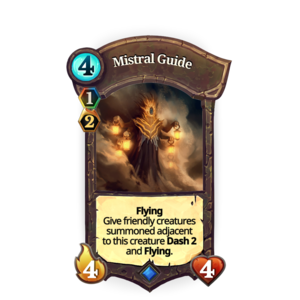 4
Mistral Guide
1
2
Flying
Give friendly creatures
summoned adjacent
to this creature Dash 2
and Flying.
4
4